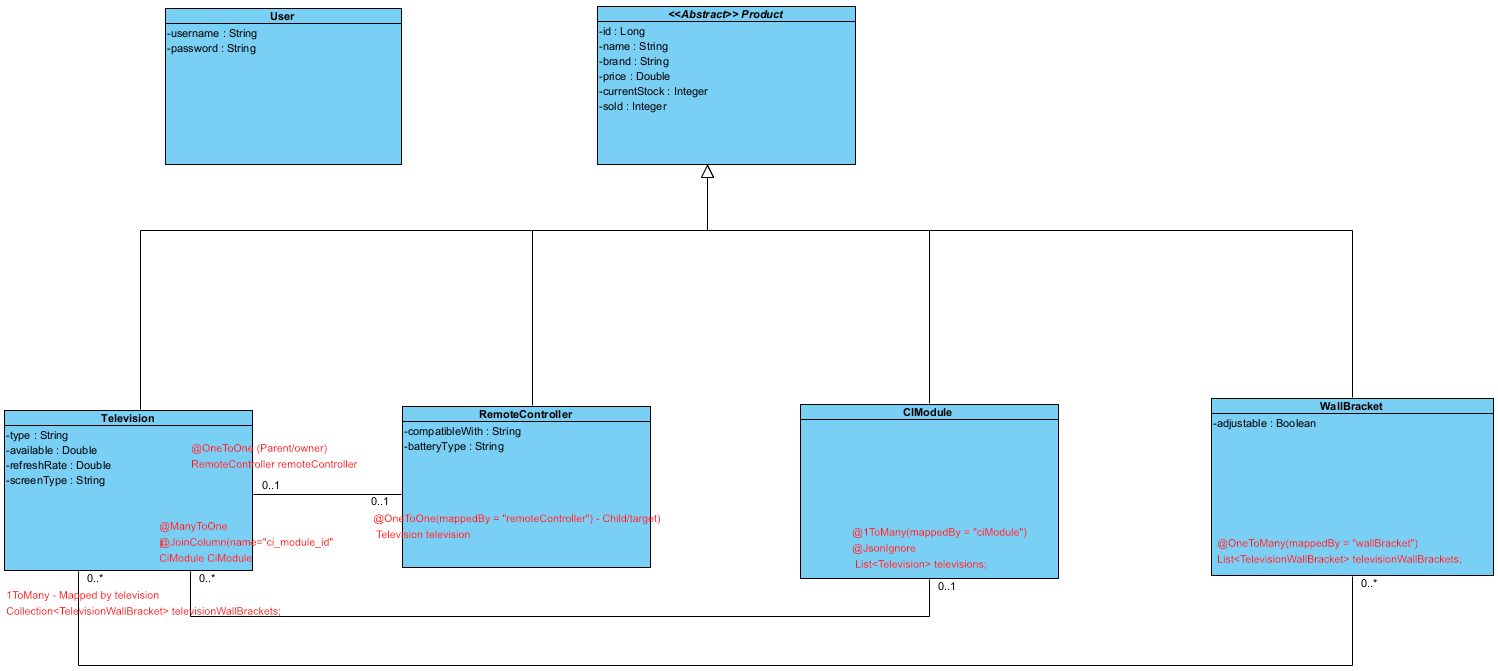 User
-username : String
-password : String
<<Abstract>> Product
-id : Long
-name : String
-brand : String
-price : Double
-currentStock : Integer
-sold : Integer
Television
-type : String
-available : Double
-refreshRate : Double
-screenType : String
@OneToOne (Parent/owner)
RemoteController remoteController
@ManyToOne
@JoinColumn(name="ci_module_id"
CiModule CiModule
0..1
0..1
RemoteController
-compatibleWith : String
-batteryType : String
@OneToOne(mappedBy = "remoteController") - Child/target)
Television television
CIModule
@1ToMany(mappedBy = "ciModule")
@JsonIgnore
List<Television> televisions;
WallBracket
-adjustable : Boolean
@OneToMany(mappedBy = "wallBracket")
List<TelevisionWallBracket> televisionWallBrackets;
0..*
0..*
0..1
0..*
1ToMany - Mapped by television
Collection<TelevisionWallBracket> televisionWallBrackets;